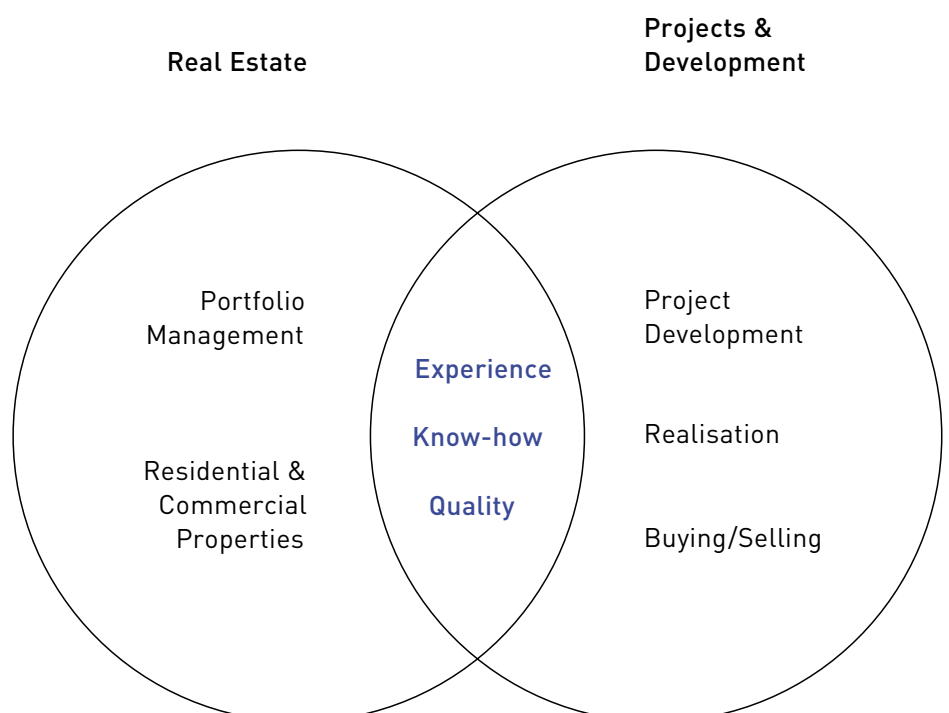 Real Estate
Projects &
Development
Portfolio
Management
Residential &
Commercial
Properties
Experience
Know-how
Quality
Project
Development
Realisation
Buying/Selling